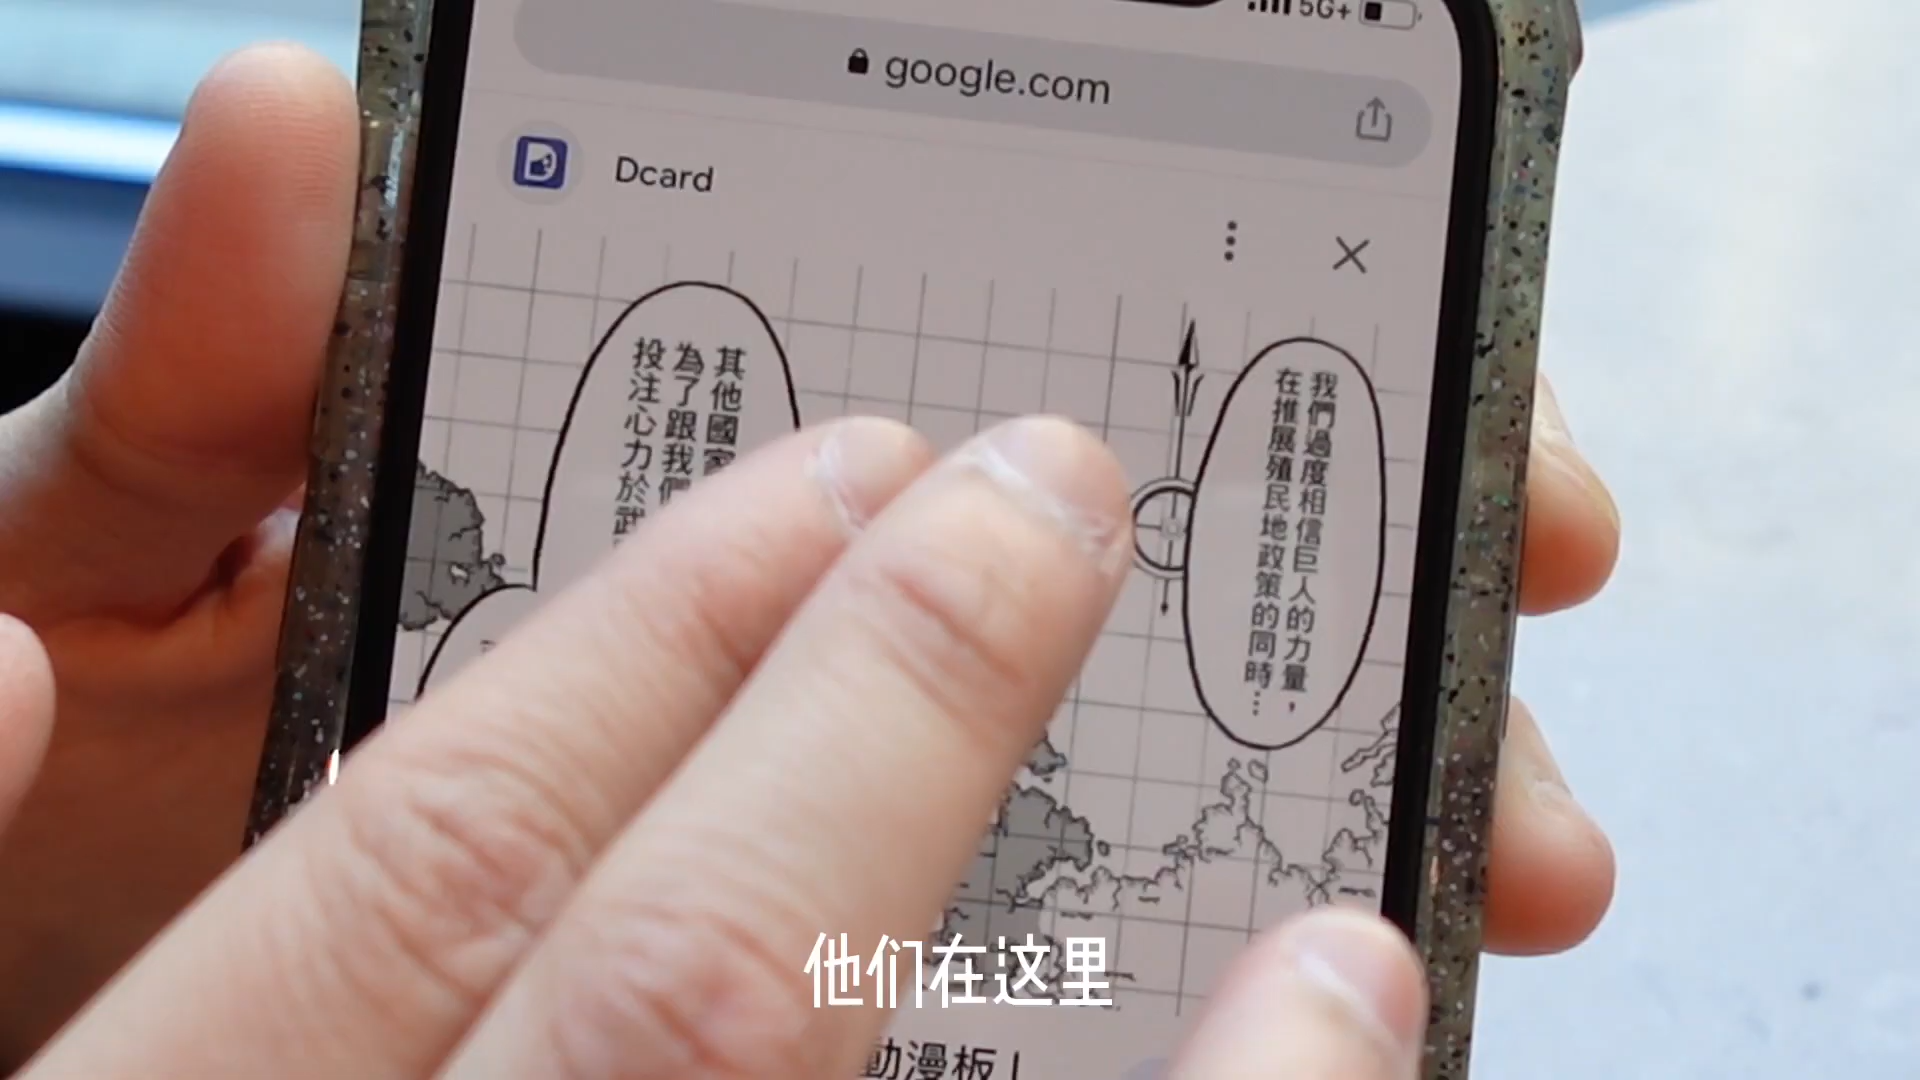 5G+
google.com
Dcard
我們過度相信巨人的力量，
在推展殖民地政策的同時…
其他國家
為了跟我們
投注心力於武
他们在这里
動漫板|